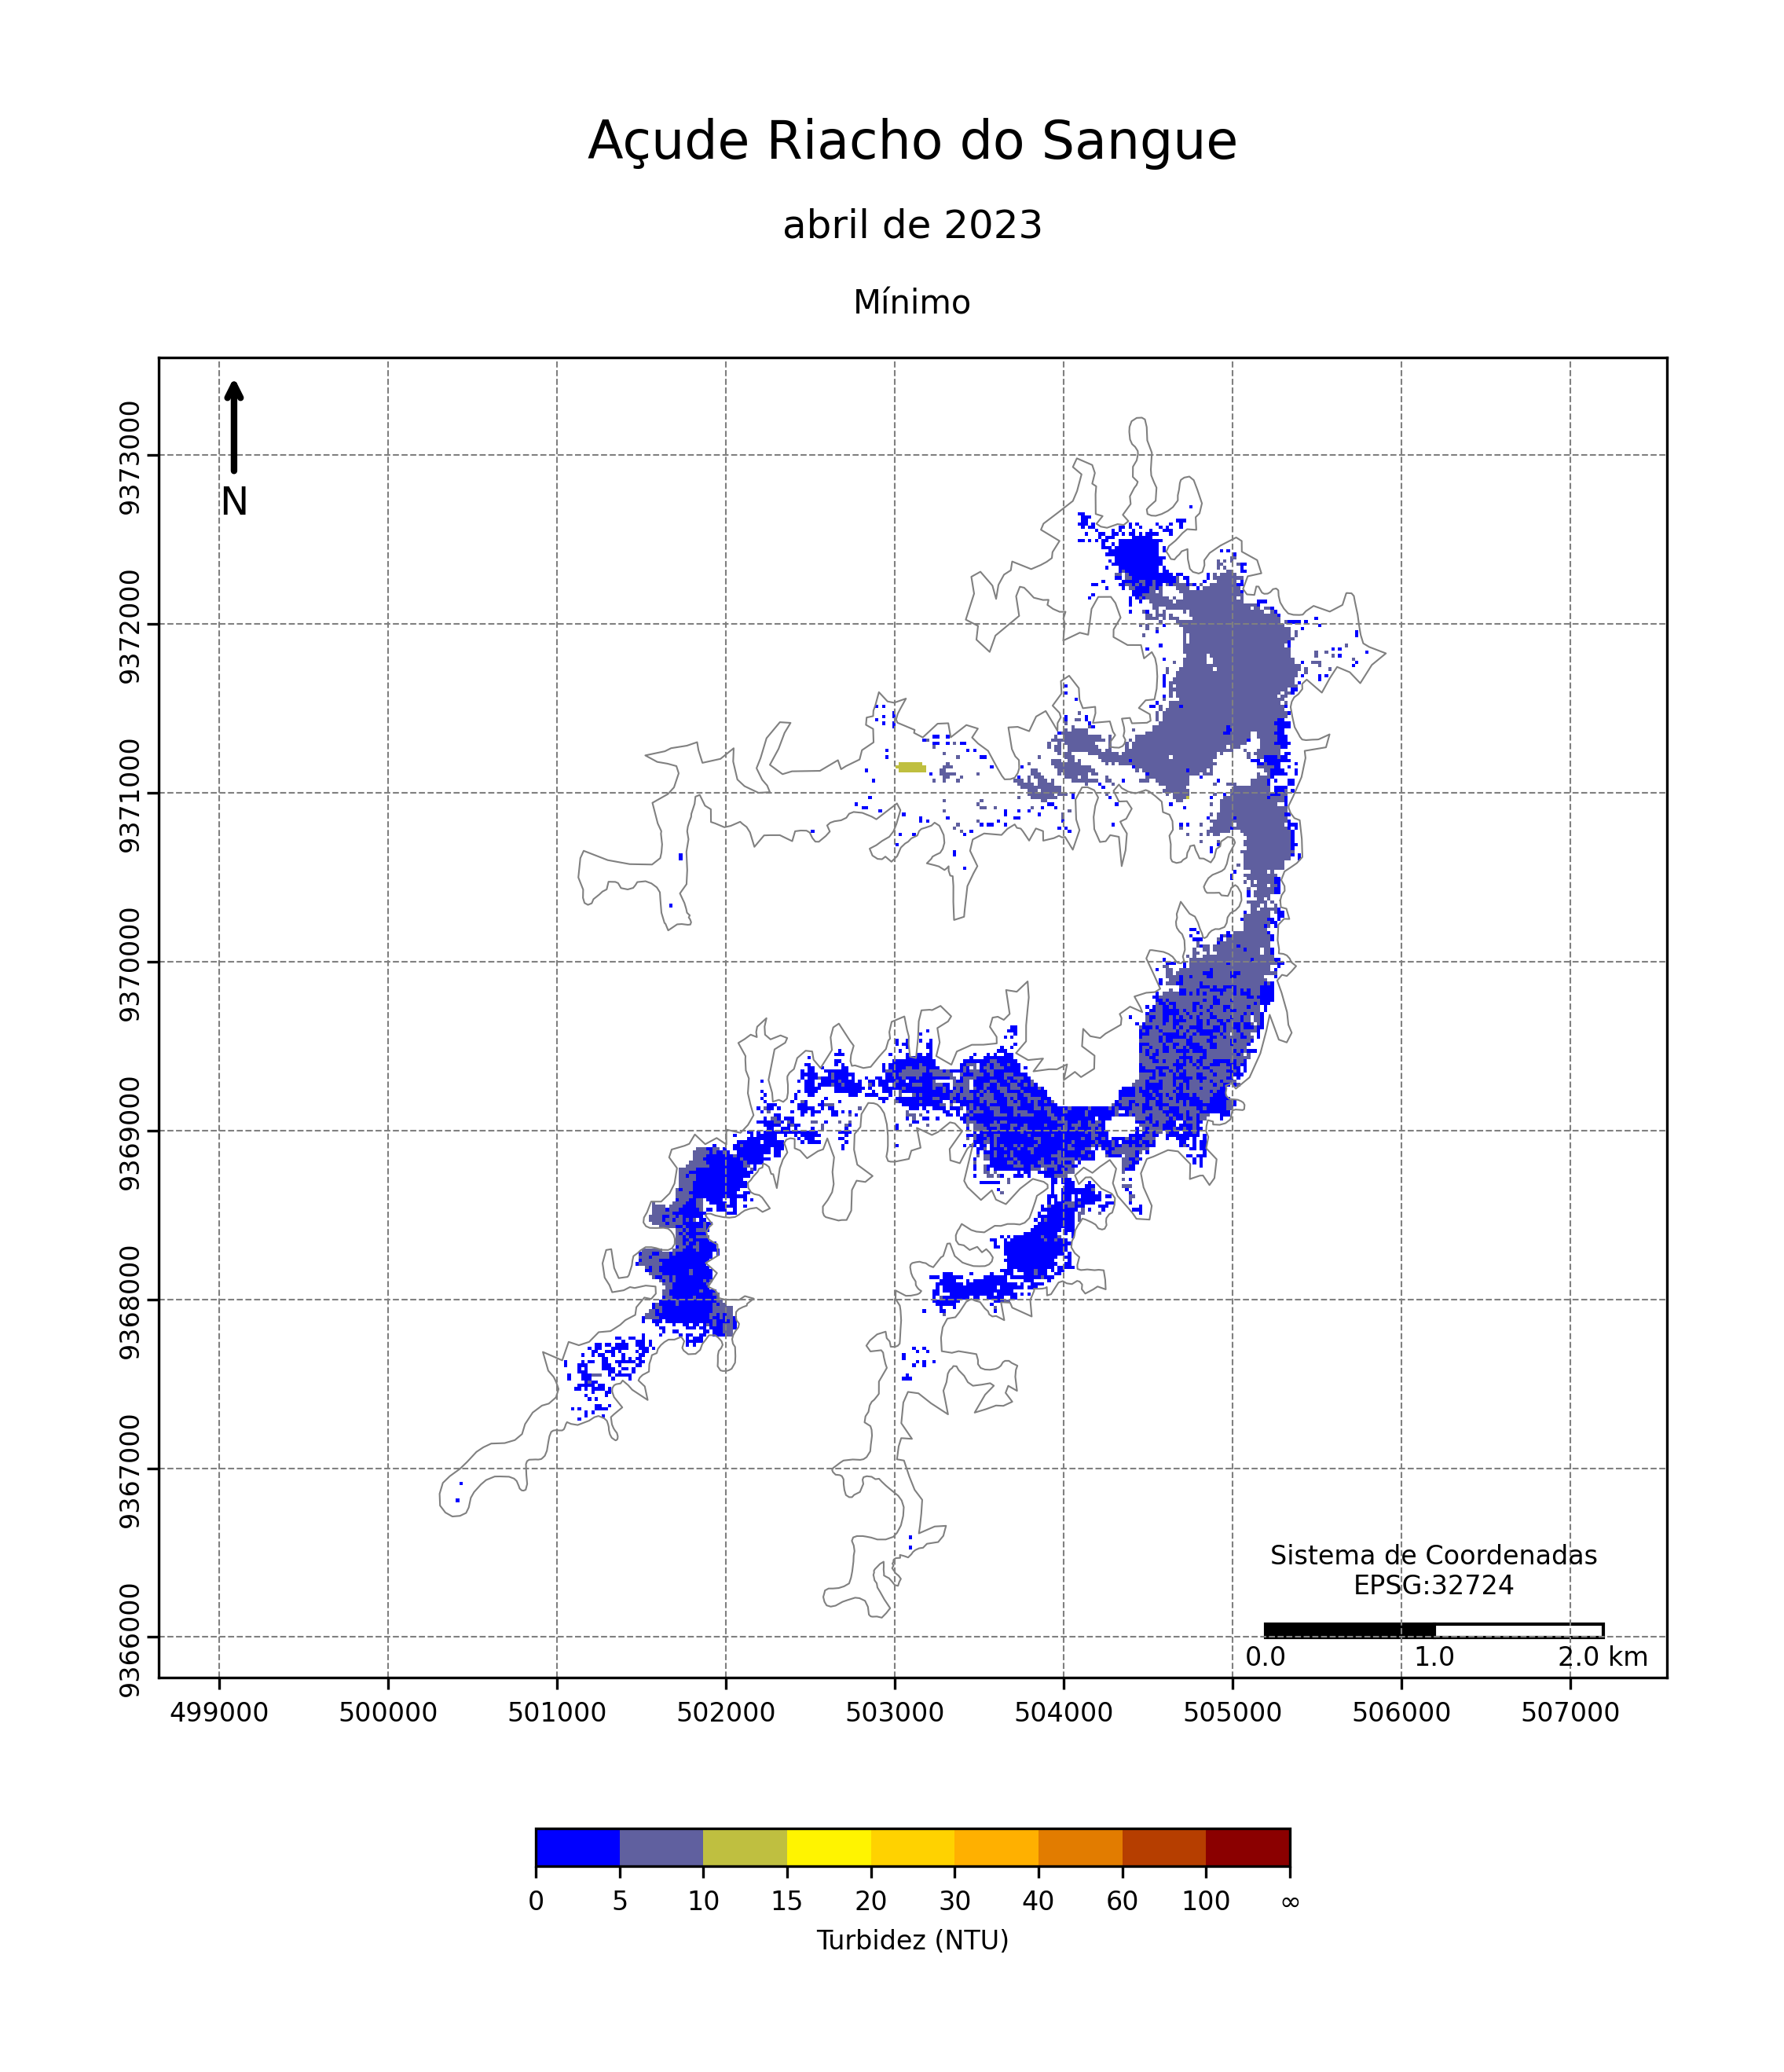 Açude Riacho do Sangue
abril de 2023
Mínimo
N
9373000
9372000
9371000
9370000
9369000
9368000
9367000
9366000
Sistema de Coordenadas
EPSG:32724
0.0 1.0 2.0 km
499000 500000 501000 502000 503000 504000 505000 506000 507000
0 5 10 15 20 30 40 60 100 ∞
Turbidez (NTU)